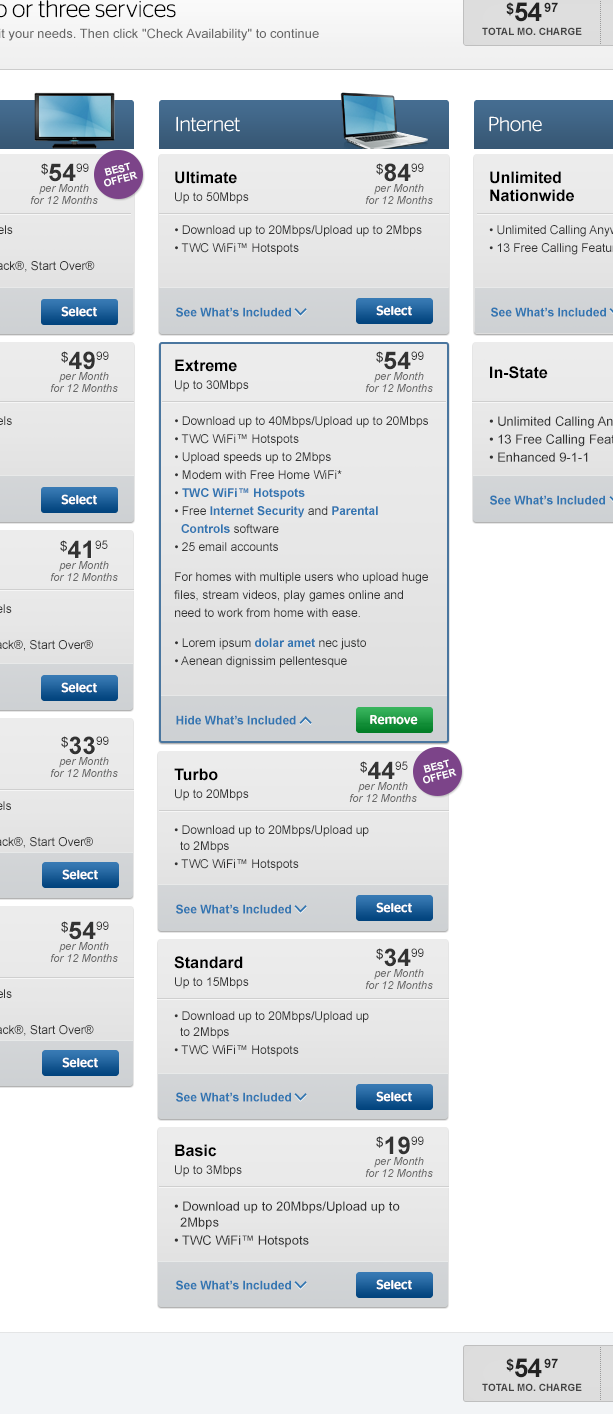 o or three services
it your needs. Then click "Check Availability" to continue
$54 97
TOTAL MO. CHARGE
$54 99
per Month
for 12 Months
BEST
OFFER
els
ack®, Start Over®
Select
$49 99
per Month
for 12 Months
els
Select
$41 95
per Month
for 12 Months
els
ack®, Start Over®
Select
$33 99
per Month
for 12 Months
els
ack®, Start Over®
Select
$54 99
per Month
for 12 Months
els
ack®, Start Over®
Select
Internet
Ultimate
Up to 50Mbps
$84 99
per Month
for 12 Months
• Download up to 20Mbps/Upload up to 2Mbps
• TWC WiFi™ Hotspots
See What's Included
Select
Extreme
Up to 30Mbps
$54 99
per Month
for 12 Months
• Download up to 40Mbps/Upload up to 20Mbps
• TWC WiFi™ Hotspots
• Upload speeds up to 2Mbps
• Modem with Free Home WiFi*
• TWC WiFi™ Hotspots
• Free Internet Security and Parental
Controls software
• 25 email accounts
For homes with multiple users who upload huge
files, stream videos, play games online and
need to work from home with ease.
• Lorem ipsum dolar amet nec justo
• Aenean dignissim pellentesque
Hide What's Included
Remove
Turbo
Up to 20Mbps
$44 95
per Month
for 12 Months
BEST
OFFER
• Download up to 20Mbps/Upload up
to 2Mbps
• TWC WiFi™ Hotspots
See What's Included
Select
Standard
Up to 15Mbps
$34 99
per Month
for 12 Months
• Download up to 20Mbps/Upload up
to 2Mbps
• TWC WiFi™ Hotspots
See What's Included
Select
Basic
Up to 3Mbps
$19 99
per Month
for 12 Months
• Download up to 20Mbps/Upload up to
2Mbps
• TWC WiFi™ Hotspots
See What's Included
Select
Phone
Unlimited
Nationwide
• Unlimited Calling Anyw
• 13 Free Calling Featu
See What's Included
In-State
• Unlimited Calling An
• 13 Free Calling Feat
• Enhanced 9-1-1
See What's Included
$54 97
TOTAL MO. CHARGE